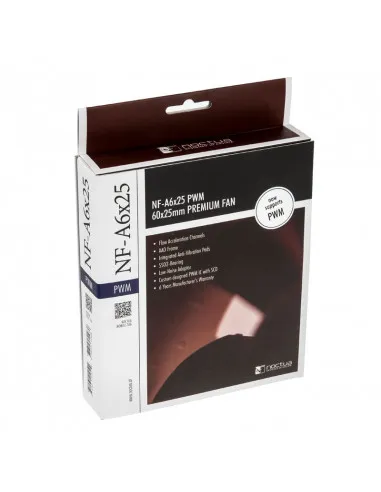 NF-A6x25 PWM
60x25mm PREMIUM FAN
now
supports
PWM
• Flow Acceleration Channels
• AAO Frame
• Integrated Anti-Vibration Pads
• SSO2-Bearing
• Low-Noise Adaptor
• Custom-designed PWM IC with SCD
• 6 Years Manufacturer's Warranty
noctua
NF-A6x25
PWM